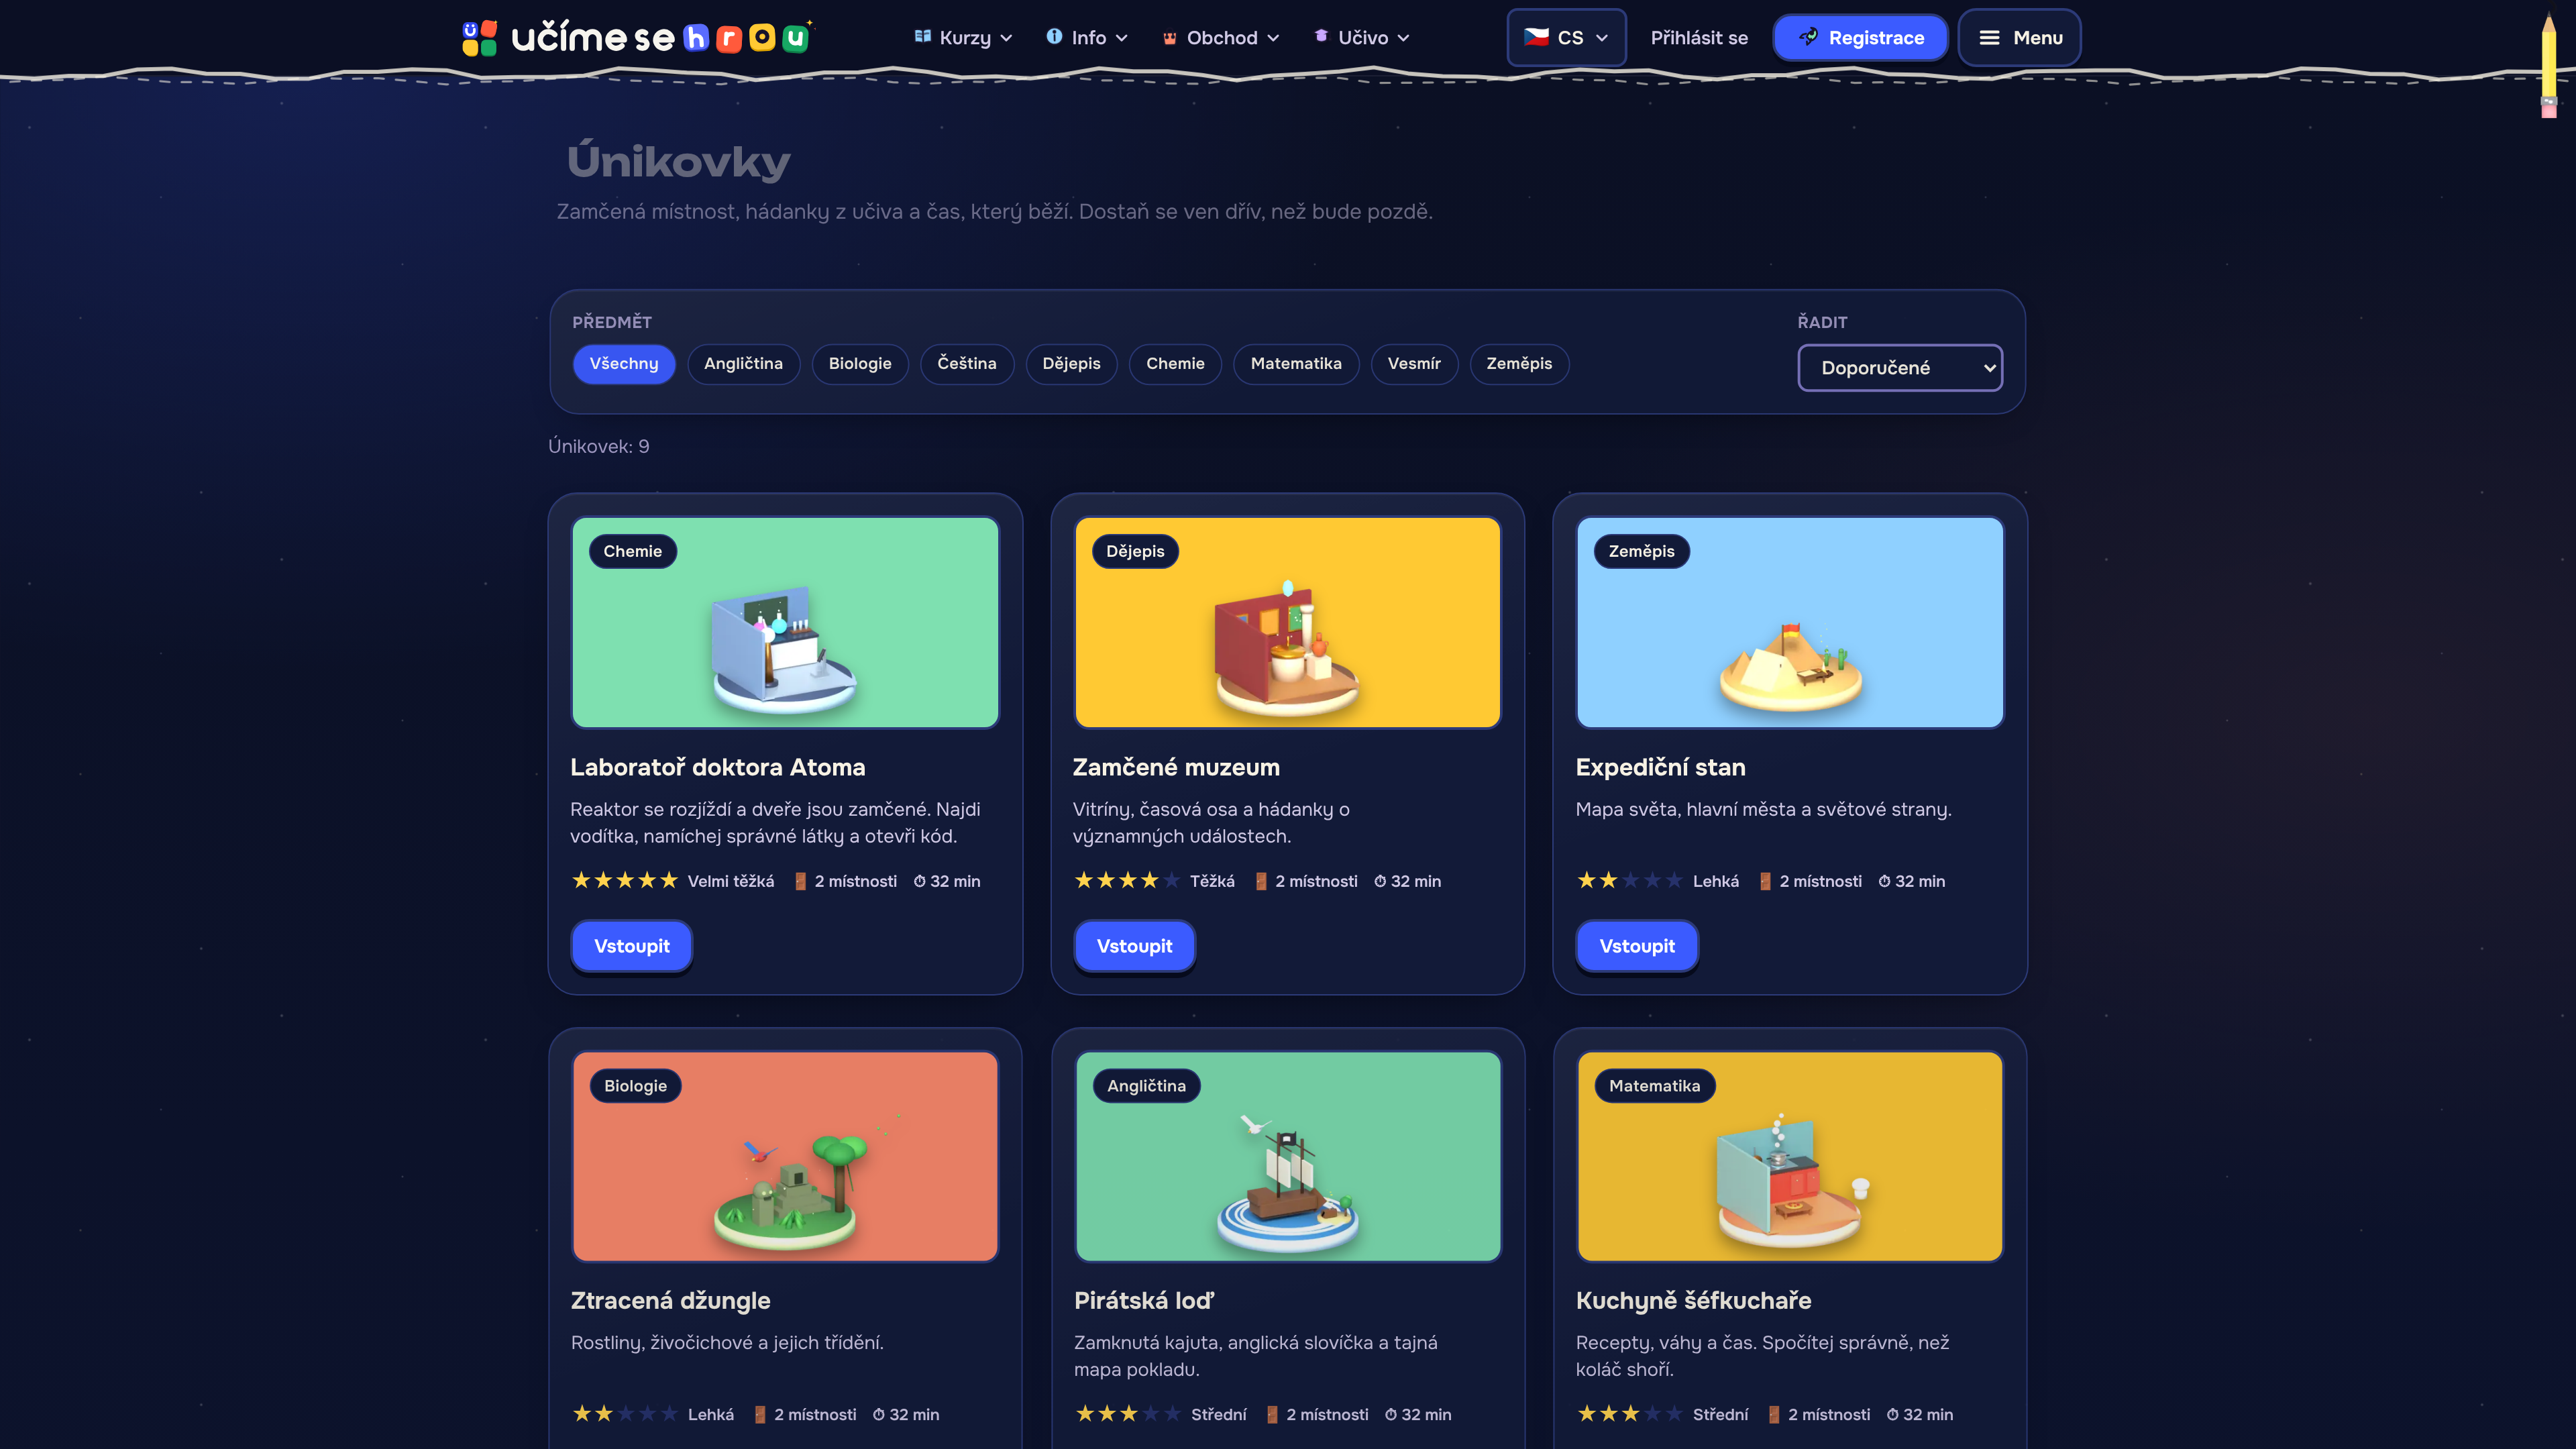 učíme se hrou
Kurzy
Info
Obchod
Učivo
CS
Přihlásit se
Registrace
Menu
Únikovky
Zamčená místnost, hádanky z učiva a čas, který běží. Dostaň se ven dřív, než bude pozdě.
PŘEDMĚT
ŘADIT
Všechny
Angličtina
Biologie
Čeština
Dějepis
Chemie
Matematika
Vesmír
Zeměpis
Doporučené
Únikovek: 9
Chemie
Laboratoř doktora Atoma
Reaktor se rozjíždí a dveře jsou zamčené. Najdi
vodítka, namíchej správné látky a otevři kód.
★★★★★ Velmi těžká 2 místnosti ⏱ 32 min
Vstoupit
Dějepis
Zamčené muzeum
Vitríny, časová osa a hádanky o
významných událostech.
★★★★★ Těžká 2 místnosti ⏱ 32 min
Vstoupit
Zeměpis
Expediční stan
Mapa světa, hlavní města a světové strany.
★★★★★ Lehká 2 místnosti ⏱ 32 min
Vstoupit
Biologie
Ztracená džungle
Rostliny, živočichové a jejich třídění.
★★★★★ Lehká 2 místnosti ⏱ 32 min
Angličtina
Pirátská loď
Zamknutá kajuta, anglická slovíčka a tajná
mapa pokladu.
★★★★★ Střední 2 místnosti ⏱ 32 min
Matematika
Kuchyně šéfkuchaře
Recepty, váhy a čas. Spočítej správně, než
koláč shoří.
★★★★★ Střední 2 místnosti ⏱ 32 min